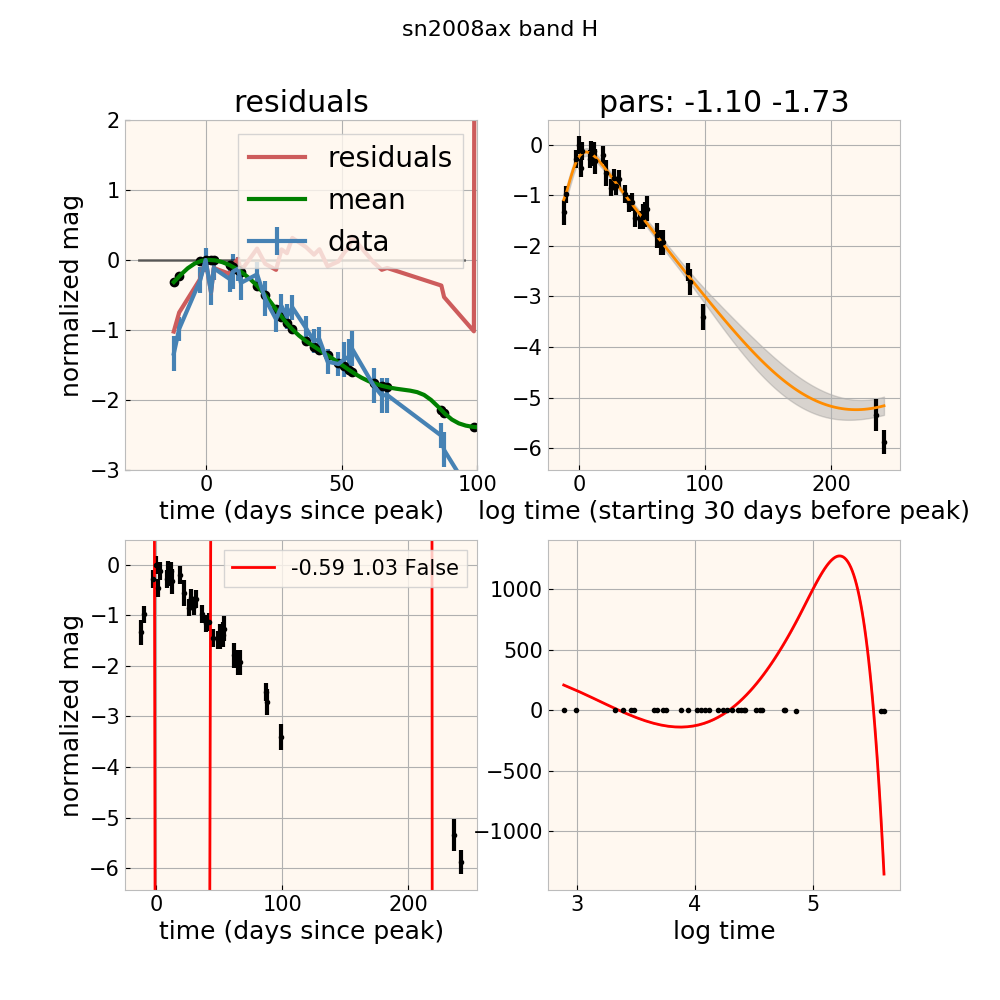 sn2008ax band H
residuals
pars: -1.10 -1.73
normalized mag
2
1
0
−1
−2
−3
residuals
mean
data
0
50
100
time (days since peak)
0
−1
−2
−3
−4
−5
−6
0
100
200
log time (starting 30 days before peak)
normalized mag
0
−1
−2
−3
−4
−5
−6
-0.59 1.03 False
0
100
200
time (days since peak)
1000
500
0
−500
−1000
3
4
5
log time